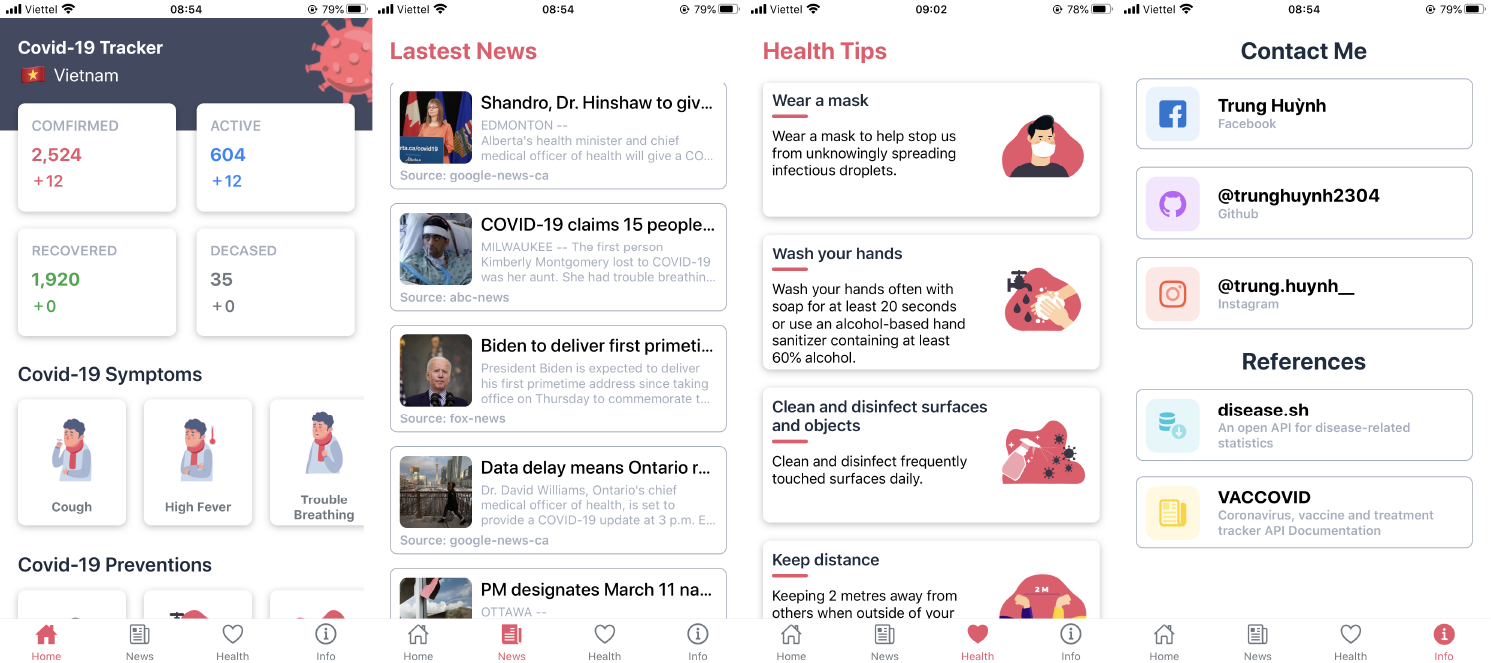 Viettel 08:54 79%
Covid-19 Tracker
Vietnam
COMFIRMED
2,524
+12
ACTIVE
604
+12
RECOVERED
1,920
+0
DECASED
35
+0
Covid-19 Symptoms
Cough
High Fever
Trouble
Breathing
Covid-19 Preventions
Home News Health Info
Viettel 08:54 79%
Lastest News
Shandro, Dr. Hinshaw to giv...
EDMONTON --
Alberta's health minister and chief
medical officer of health will give a CO...
Source: google-news-ca
rta.ca/covid19
COVID-19 claims 15 people...
MILWAUKEE -- The first person
Kimberly Montgomery lost to COVID-19
was her aunt. She had trouble breathin...
Source: abc-news
Biden to deliver first primeti...
President Biden is expected to deliver
his first primetime address since taking
office on Thursday to commemorate t...
Source: fox-news
Data delay means Ontario r...
Dr. David Williams, Ontario's chief
medical officer of health, is set to
provide a COVID-19 update at 3 p.m. E...
Source: google-news-ca
PM designates March 11 na...
OTTAWA --
Home News Health Info
Viettel 09:02 78%
Health Tips
Wear a mask
Wear a mask to help stop us
from unknowingly spreading
infectious droplets.
Wash your hands
Wash your hands often with
soap for at least 20 seconds
or use an alcohol-based hand
sanitizer containing at least
60% alcohol.
Clean and disinfect surfaces
and objects
Clean and disinfect frequently
touched surfaces daily.
Keep distance
Keeping 2 metres away from
others when outside of your
2 M
Home News Health Info
Viettel 08:54 79%
Contact Me
Trung Huỳnh
Facebook
@trunghuynh2304
Github
@trung.huynh__
Instagram
References
disease.sh
An open API for disease-related
statistics
VACCOVID
Coronavirus, vaccine and treatment
tracker API Documentation
Home News Health Info